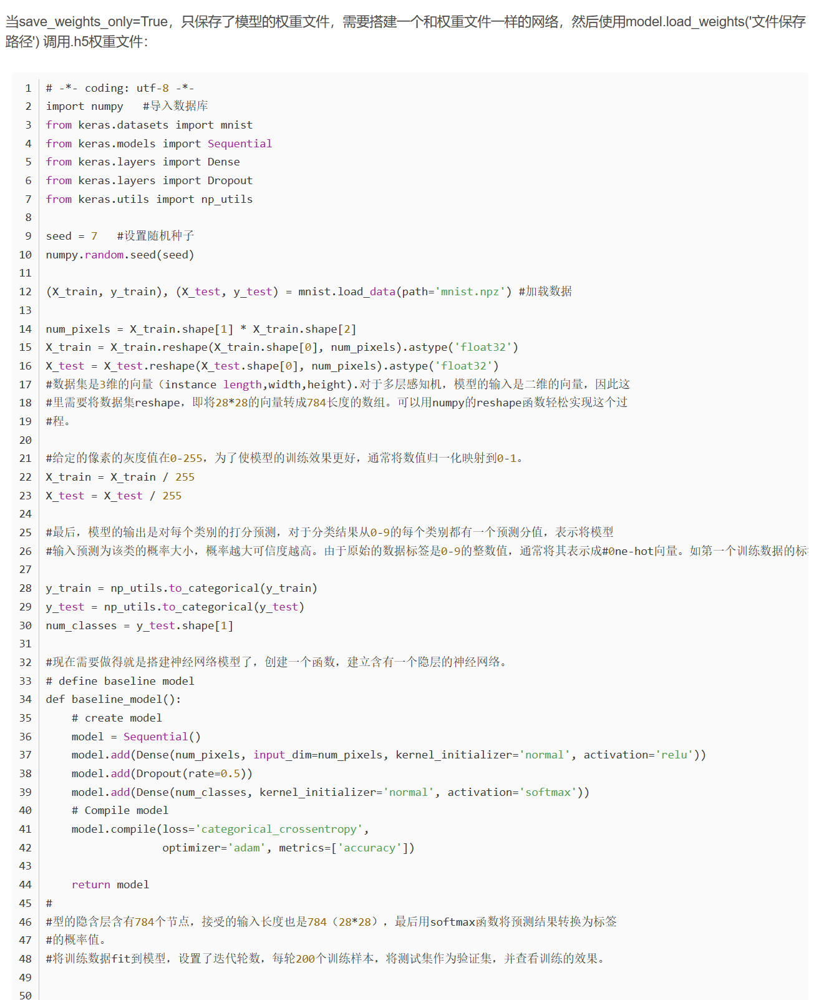 当save_weights_only=True，只保存了模型的权重文件，需要搭建一个和权重文件一样的网络，然后使用model.load_weights('文件保存
路径') 调用.h5权重文件：
1 # -*- coding: utf-8 -*-
2 import numpy   #导入数据库
3 from keras.datasets import mnist
4 from keras.models import Sequential
5 from keras.layers import Dense
6 from keras.layers import Dropout
7 from keras.utils import np_utils
8
9 seed = 7   #设置随机种子
10 numpy.random.seed(seed)
11
12 (X_train, y_train), (X_test, y_test) = mnist.load_data(path='mnist.npz') #加载数据
13
14 num_pixels = X_train.shape[1] * X_train.shape[2]
15 X_train = X_train.reshape(X_train.shape[0], num_pixels).astype('float32')
16 X_test = X_test.reshape(X_test.shape[0], num_pixels).astype('float32')
17 #数据集是3维的向量（instance length,width,height).对于多层感知机，模型的输入是二维的向量，因此这
18 #里需要将数据集reshape，即将28*28的向量转成784长度的数组。可以用numpy的reshape函数轻松实现这个过
19 #程。
20
21 #给定的像素的灰度值在0-255，为了使模型的训练效果更好，通常将数值归一化映射到0-1。
22 X_train = X_train / 255
23 X_test = X_test / 255
24
25 #最后，模型的输出是对每个类别的打分预测，对于分类结果从0-9的每个类别都有一个预测分值，表示将模型
26 #输入预测为该类的概率大小，概率越大可信度越高。由于原始的数据标签是0-9的整数值，通常将其表示成#0ne-hot向量。如第一个训练数据的标
27
28 y_train = np_utils.to_categorical(y_train)
29 y_test = np_utils.to_categorical(y_test)
30 num_classes = y_test.shape[1]
31
32 #现在需要做得就是搭建神经网络模型了，创建一个函数，建立含有一个隐层的神经网络。
33 # define baseline model
34 def baseline_model():
35     # create model
36     model = Sequential()
37     model.add(Dense(num_pixels, input_dim=num_pixels, kernel_initializer='normal', activation='relu'))
38     model.add(Dropout(rate=0.5))
39     model.add(Dense(num_classes, kernel_initializer='normal', activation='softmax'))
40     # Compile model
41     model.compile(loss='categorical_crossentropy',
42                   optimizer='adam', metrics=['accuracy'])
43
44     return model
45 #
46 #型的隐含层含有784个节点，接受的输入长度也是784（28*28），最后用softmax函数将预测结果转换为标签
47 #的概率值。
48 #将训练数据fit到模型，设置了迭代轮数，每轮200个训练样本，将测试集作为验证集，并查看训练的效果。
49
50